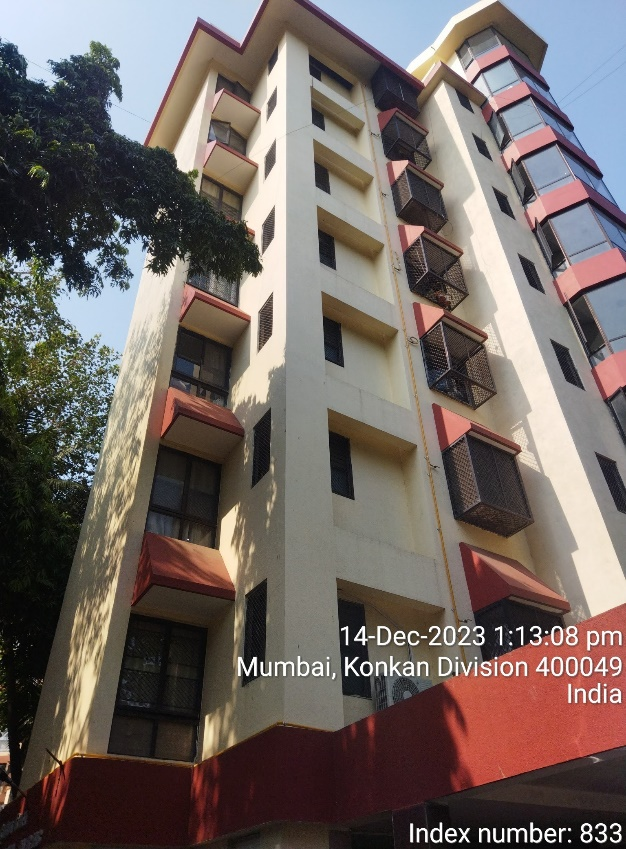 14-Dec-2023 1:13:08 pm
Mumbai, Konkan Division 400049
India
Index number: 833